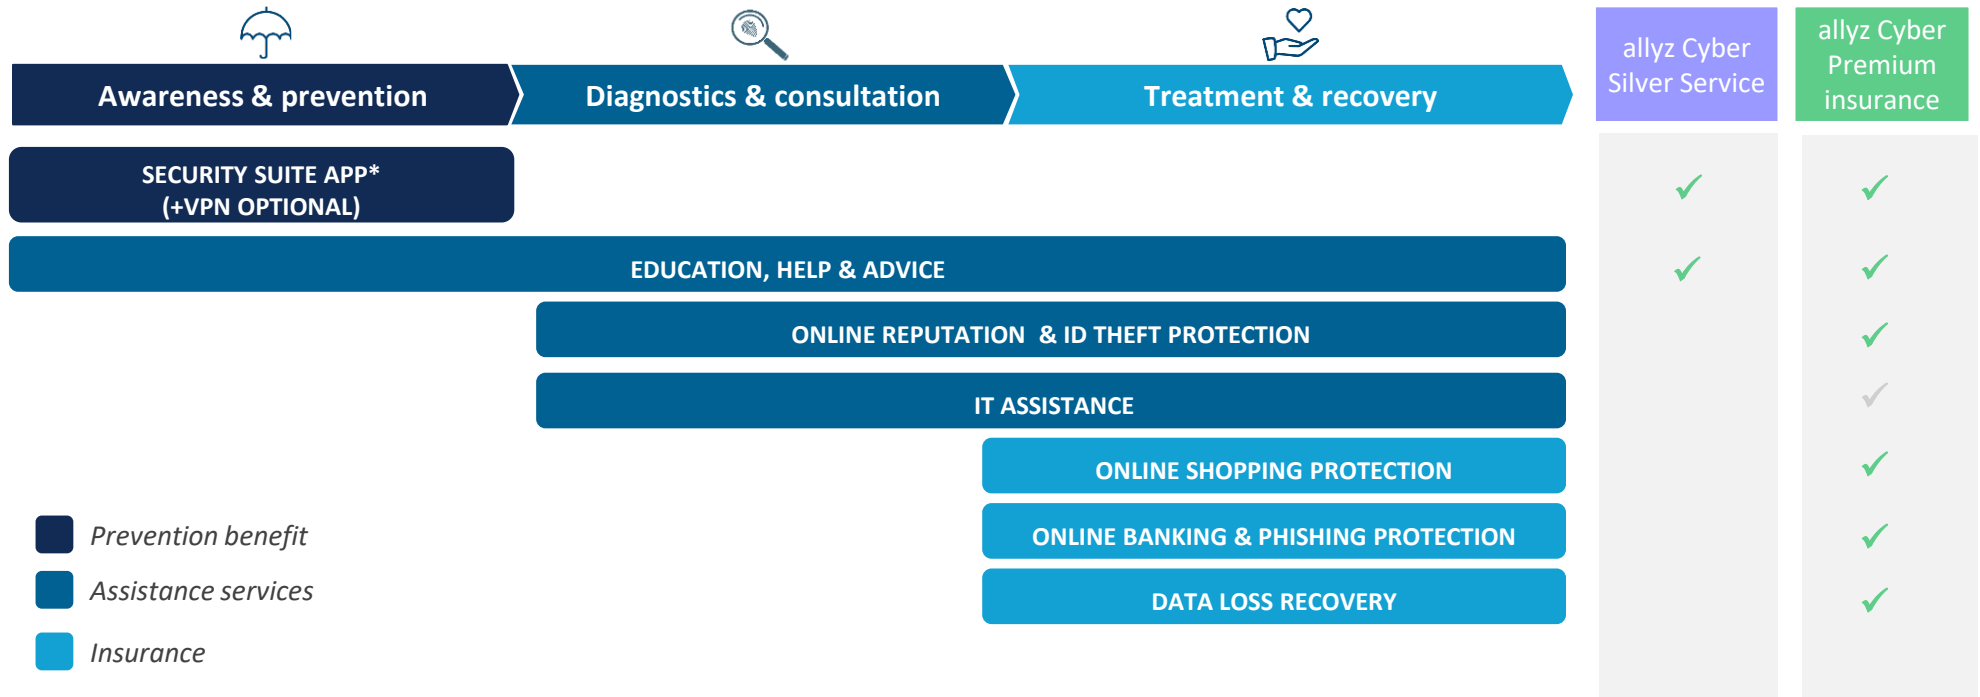 Awareness & prevention
Diagnostics & consultation
Treatment & recovery
allyz Cyber
Silver Service
allyz Cyber
Premium
insurance
SECURITY SUITE APP*
(+VPN OPTIONAL)
EDUCATION, HELP & ADVICE
ONLINE REPUTATION & ID THEFT PROTECTION
IT ASSISTANCE
ONLINE SHOPPING PROTECTION
ONLINE BANKING & PHISHING PROTECTION
DATA LOSS RECOVERY
Prevention benefit
Assistance services
Insurance